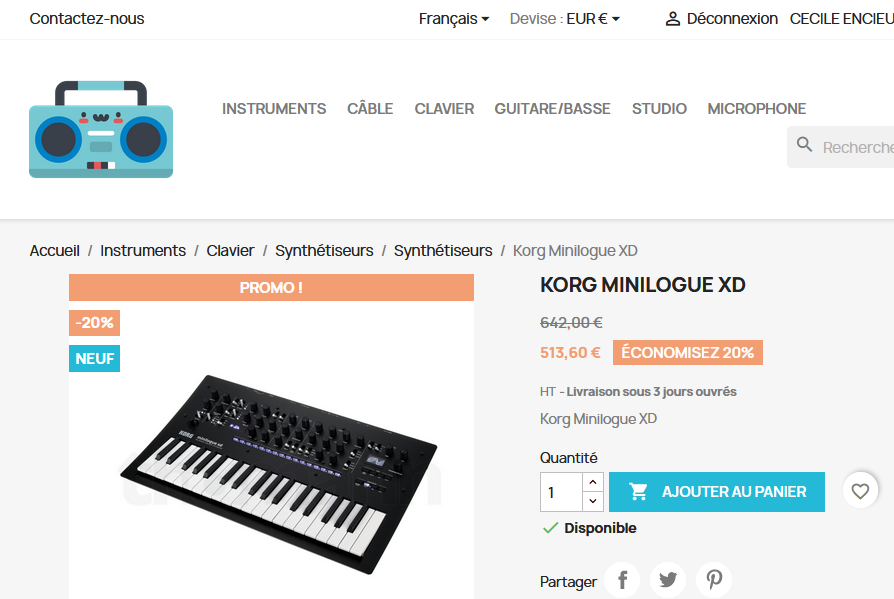 Contactez-nous Français Devise : EUR € Déconnexion CECILE ENCIEU
INSTRUMENTS CÂBLE CLAVIER GUITARE/BASSE STUDIO MICROPHONE
Recherche
Accueil / Instruments / Clavier / Synthétiseurs / Synthétiseurs / Korg Minilogue XD
PROMO !
-20%
NEUF
KORG
minilogue xd
KORG MINILOGUE XD
642,00 €
513,60 € ÉCONOMISEZ 20%
HT - Livraison sous 3 jours ouvrés
Korg Minilogue XD
Quantité
1 AJOUTER AU PANIER
Disponible
Partager